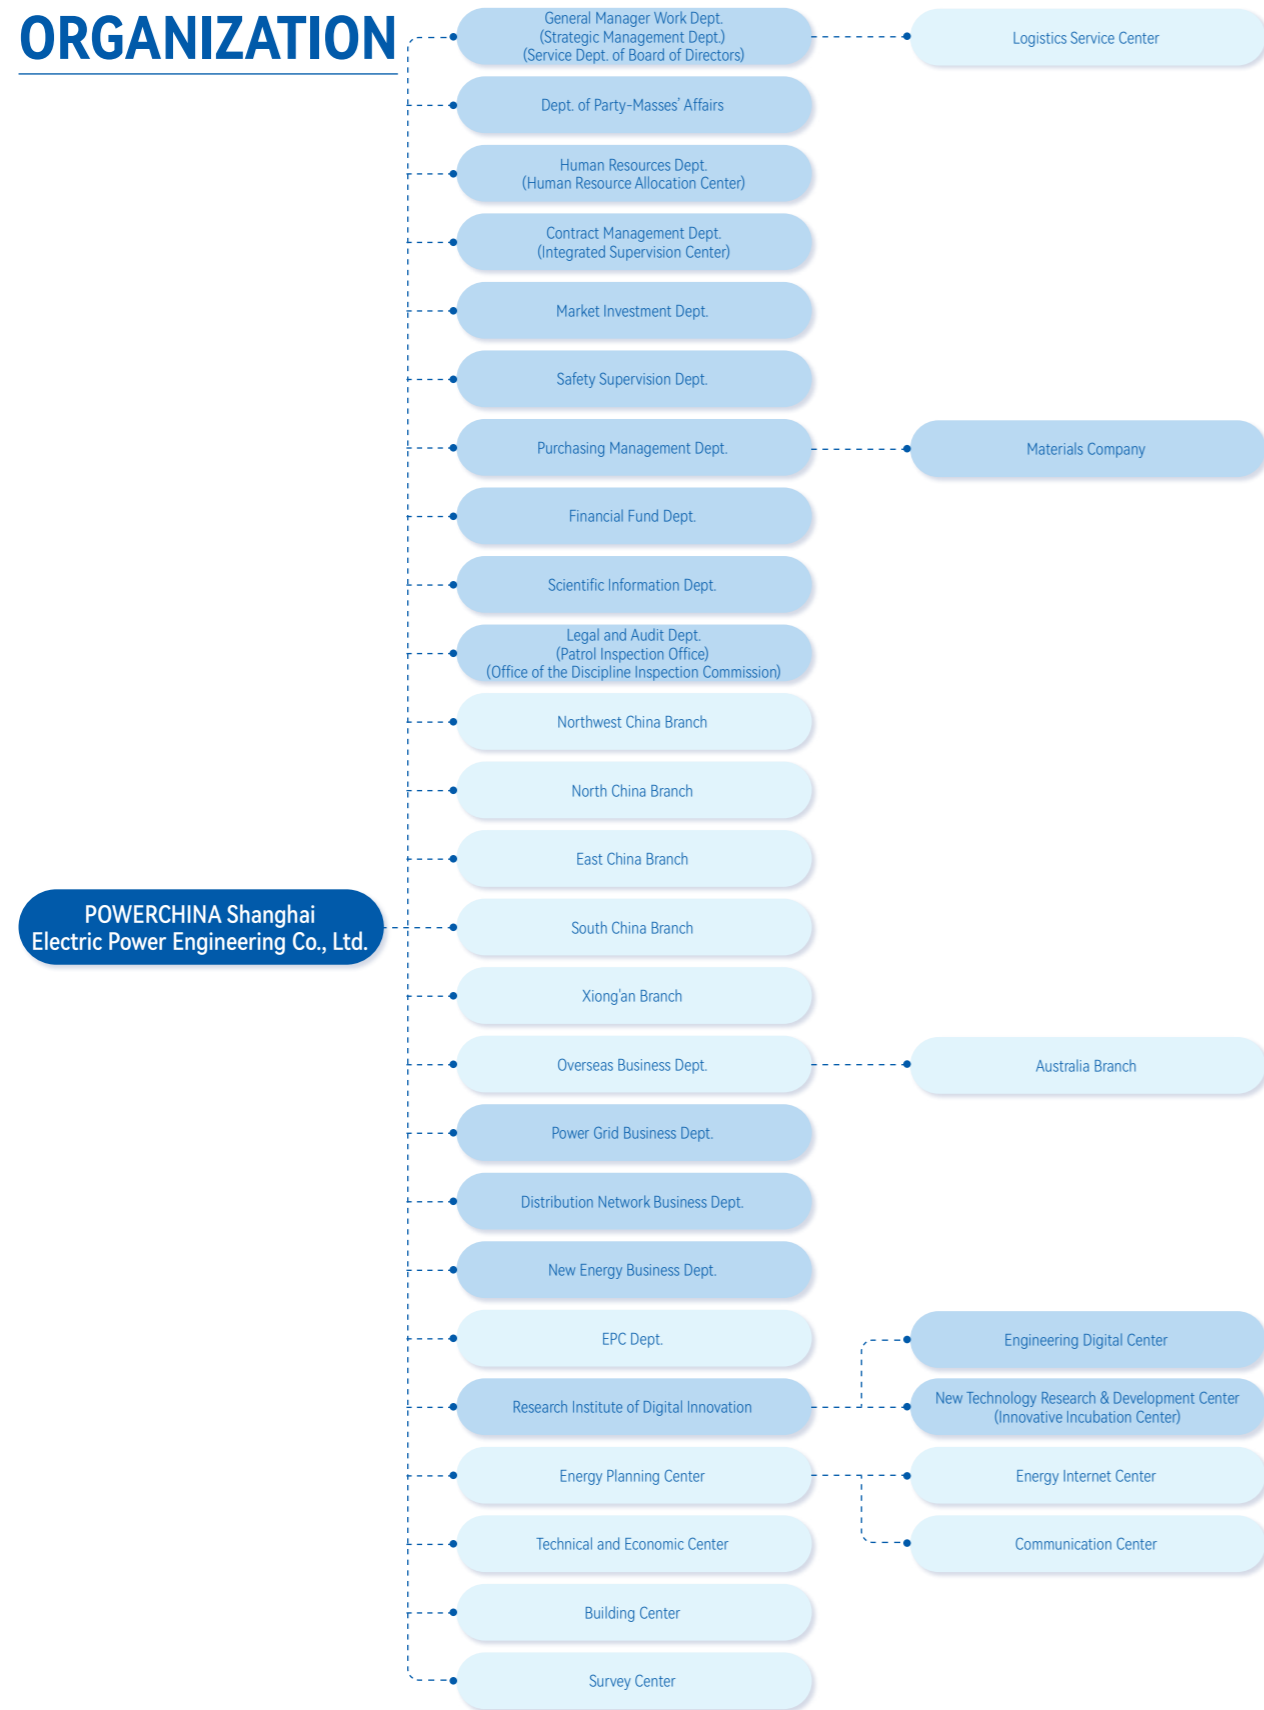 ORGANIZATION
General Manager Work Dept.
(Strategic Management Dept.)
(Service Dept. of Board of Directors)
Logistics Service Center
Dept. of Party-Masses’ Affairs
Human Resources Dept.
(Human Resource Allocation Center)
Contract Management Dept.
(Integrated Supervision Center)
Market Investment Dept.
Safety Supervision Dept.
Purchasing Management Dept.
Materials Company
Financial Fund Dept.
Scientific Information Dept.
Legal and Audit Dept.
(Patrol Inspection Office)
(Office of the Discipline Inspection Commission)
Northwest China Branch
North China Branch
East China Branch
POWERCHINA Shanghai
Electric Power Engineering Co., Ltd.
South China Branch
Xiong’an Branch
Overseas Business Dept.
Australia Branch
Power Grid Business Dept.
Distribution Network Business Dept.
New Energy Business Dept.
EPC Dept.
Engineering Digital Center
Research Institute of Digital Innovation
New Technology Research & Development Center
(Innovative Incubation Center)
Energy Planning Center
Energy Internet Center
Technical and Economic Center
Communication Center
Building Center
Survey Center